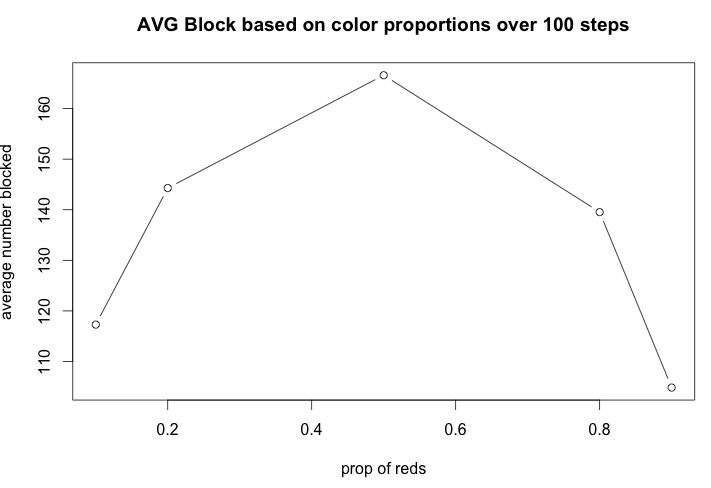 AVG Block based on color proportions over 100 steps
average number blocked
160
150
140
130
120
110
0.2 0.4 0.6 0.8
prop of reds